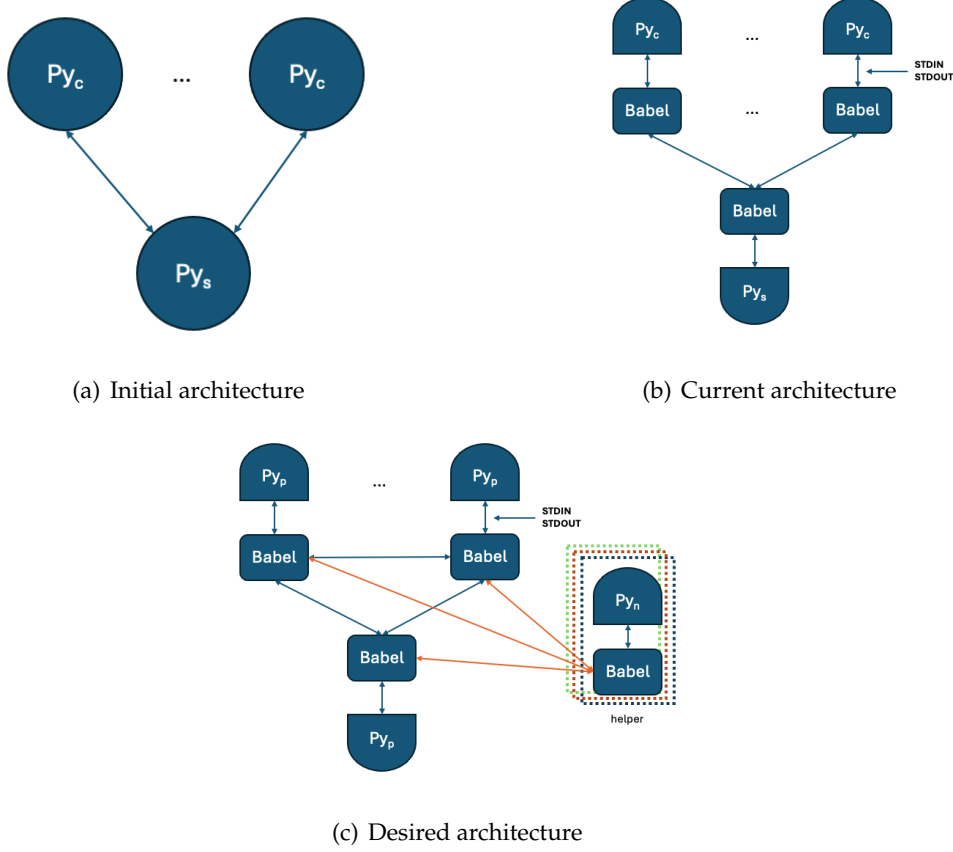 Py_c ... Py_c
Py_s
(a) Initial architecture
Py_c ... Py_c
STDIN
STDOUT
Babel ... Babel
Babel
Py_s
(b) Current architecture
Py_p ... Py_p
STDIN
STDOUT
Babel Babel
Py_n
Babel Babel
helper
Py_p
(c) Desired architecture